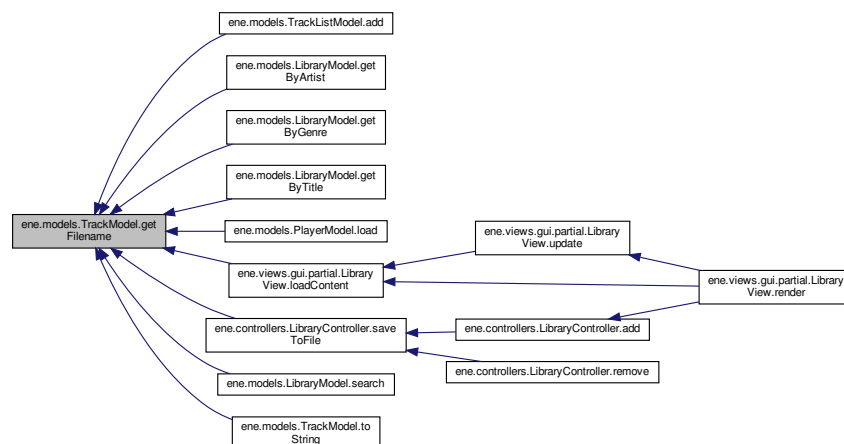 ene.models.TrackListModel.add
ene.models.LibraryModel.get
ByArtist
ene.models.LibraryModel.get
ByGenre
ene.models.LibraryModel.get
ByTitle
ene.models.TrackModel.get
Filename
ene.models.PlayerModel.load
ene.views.gui.partial.Library
View.update
ene.views.gui.partial.Library
View.loadContent
ene.views.gui.partial.Library
View.render
ene.controllers.LibraryController.save
ToFile
ene.controllers.LibraryController.add
ene.controllers.LibraryController.remove
ene.models.LibraryModel.search
ene.models.TrackModel.to
String